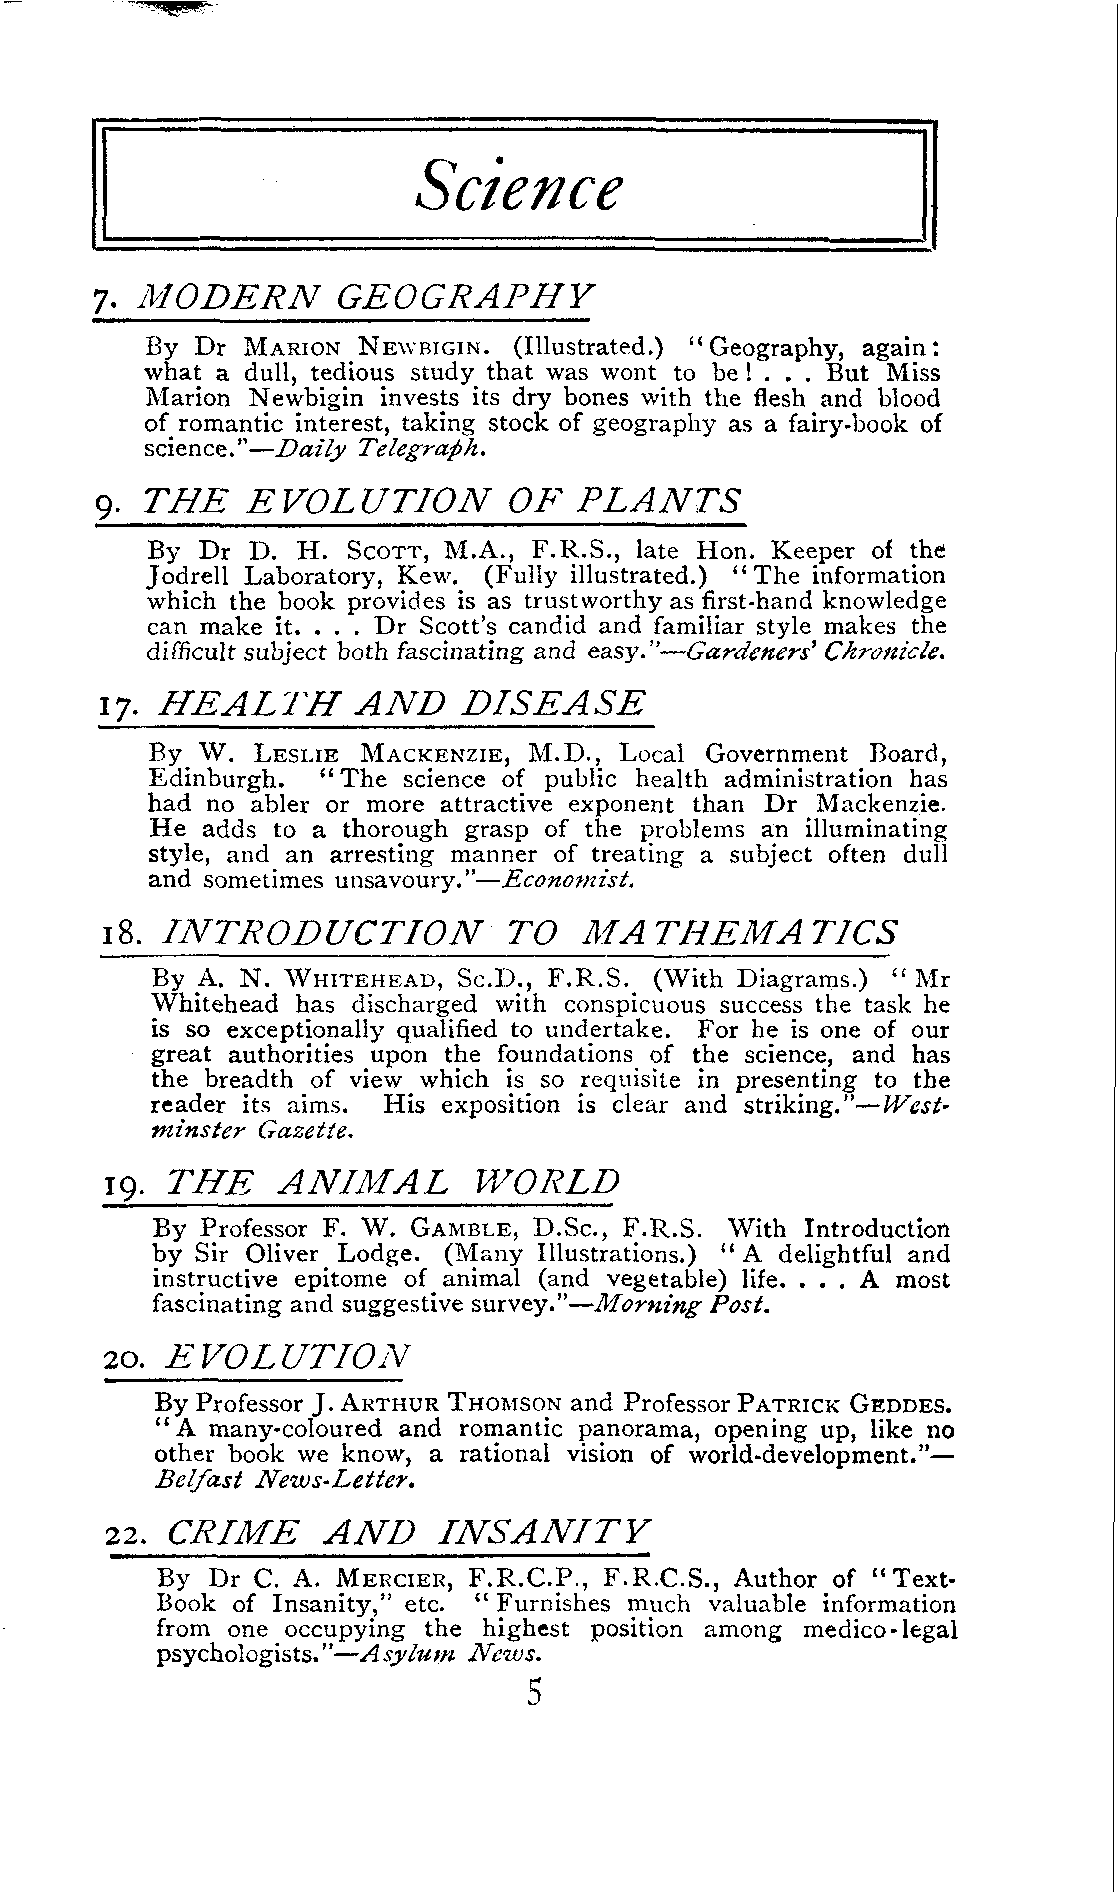 Science
7. MODERN GEOGRAPHY
By Dr MARION NEWBIGIN. (Illustrated.) "Geography, again:
what a dull, tedious study that was wont to be! . . . But Miss
Marion Newbigin invests its dry bones with the flesh and blood
of romantic interest, taking stock of geography as a fairy-book of
science."—Daily Telegraph.
9. THE EVOLUTION OF PLANTS
By Dr D. H. SCOTT, M.A., F.R.S., late Hon. Keeper of the
Jodrell Laboratory, Kew. (Fully illustrated.) "The information
which the book provides is as trustworthy as first-hand knowledge
can make it. . . . Dr Scott's candid and familiar style makes the
difficult subject both fascinating and easy."—Gardeners' Chronicle.
17. HEALTH AND DISEASE
By W. LESLIE MACKENZIE, M.D., Local Government Board,
Edinburgh. "The science of public health administration has
had no abler or more attractive exponent than Dr Mackenzie.
He adds to a thorough grasp of the problems an illuminating
style, and an arresting manner of treating a subject often dull
and sometimes unsavoury."—Economist.
18. INTRODUCTION TO MATHEMATICS
By A. N. WHITEHEAD, Sc.D., F.R.S. (With Diagrams.) "Mr
Whitehead has discharged with conspicuous success the task he
is so exceptionally qualified to undertake. For he is one of our
great authorities upon the foundations of the science, and has
the breadth of view which is so requisite in presenting to the
reader its aims. His exposition is clear and striking."—West-
minster Gazette.
19. THE ANIMAL WORLD
By Professor F. W. GAMBLE, D.Sc., F.R.S. With Introduction
by Sir Oliver Lodge. (Many Illustrations.) "A delightful and
instructive epitome of animal (and vegetable) life. . . . A most
fascinating and suggestive survey."—Morning Post.
20. EVOLUTION
By Professor J. ARTHUR THOMSON and Professor PATRICK GEDDES.
"A many-coloured and romantic panorama, opening up, like no
other book we know, a rational vision of world-development."—
Belfast News-Letter.
22. CRIME AND INSANITY
By Dr C. A. MERCIER, F.R.C.P., F.R.C.S., Author of "Text-
Book of Insanity," etc. "Furnishes much valuable information
from one occupying the highest position among medico-legal
psychologists."—Asylum News.
5